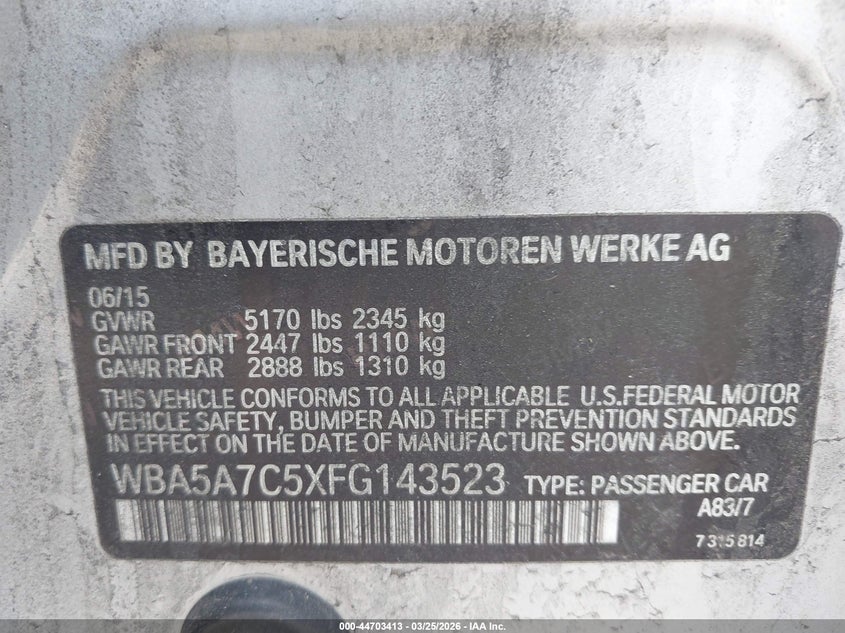 MFD BY BAYERISCHE MOTOREN WERKE AG
06/15
GVWR 5170 lbs 2345 kg
GAWR FRONT 2447 lbs 1110 kg
GAWR REAR 2888 lbs 1310 kg
THIS VEHICLE CONFORMS TO ALL APPLICABLE U.S.FEDERAL MOTOR
VEHICLE SAFETY, BUMPER AND THEFT PREVENTION STANDARDS
IN EFFECT ON THE DATE OF MANUFACTURE SHOWN ABOVE.
WBA5A7C5XFG143523 TYPE: PASSENGER CAR
A83/7
7 315 814
000-44703413 - 03/25/2026 - IAA Inc.